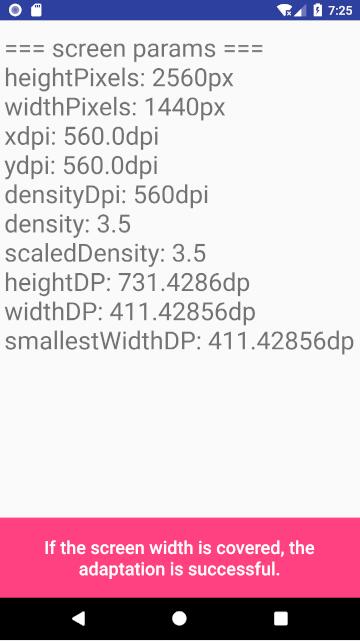 7:25
=== screen params ===
heightPixels: 2560px
widthPixels: 1440px
xdpi: 560.0dpi
ydpi: 560.0dpi
densityDpi: 560dpi
density: 3.5
scaledDensity: 3.5
heightDP: 731.4286dp
widthDP: 411.42856dp
smallestWidthDP: 411.42856dp
If the screen width is covered, the
adaptation is successful.